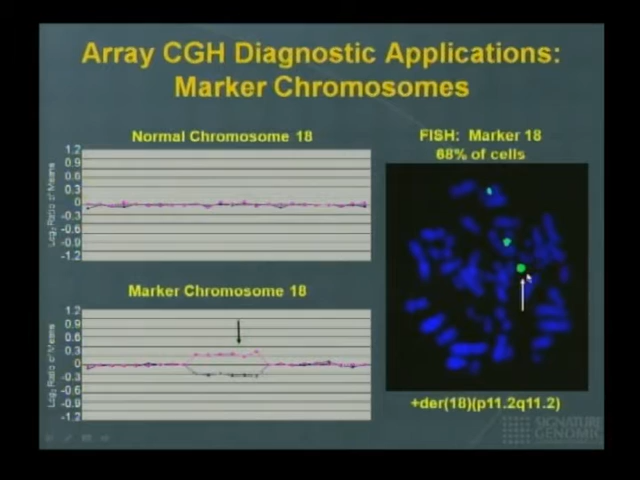 Array CGH Diagnostic Applications:
Marker Chromosomes
Normal Chromosome 18
Log2 Ratio of Means
1.2
0.9
0.6
0.3
0
-0.3
-0.6
-0.9
-1.2
Marker Chromosome 18
Log2 Ratio of Means
1.2
0.9
0.6
0.3
0
-0.3
-0.6
-0.9
-1.2
FISH: Marker 18
68% of cells
+der(18)(p11.2q11.2)
SIGNATURE
GENOMIC